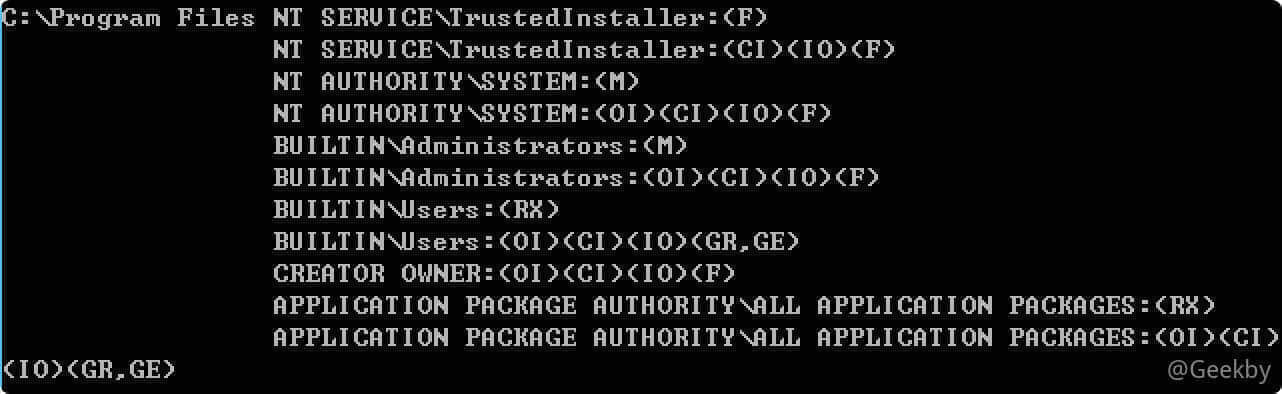 C:\Program Files NT SERVICE\TrustedInstaller:(F)
NT SERVICE\TrustedInstaller:(CI)(IO)(F)
NT AUTHORITY\SYSTEM:(M)
NT AUTHORITY\SYSTEM:(OI)(CI)(IO)(F)
BUILTIN\Administrators:(M)
BUILTIN\Administrators:(OI)(CI)(IO)(F)
BUILTIN\Users:(RX)
BUILTIN\Users:(OI)(CI)(IO)(GR,GE)
CREATOR OWNER:(OI)(CI)(IO)(F)
APPLICATION PACKAGE AUTHORITY\ALL APPLICATION PACKAGES:(RX)
APPLICATION PACKAGE AUTHORITY\ALL APPLICATION PACKAGES:(OI)(CI)
(IO)(GR,GE)
@Geekby